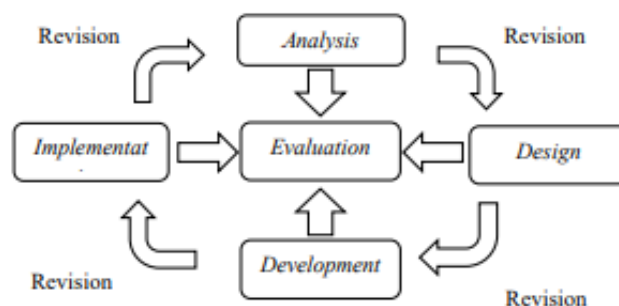 Revision
Analysis
Revision
Implementat
.
Evaluation
Design
Revision
Development
Revision